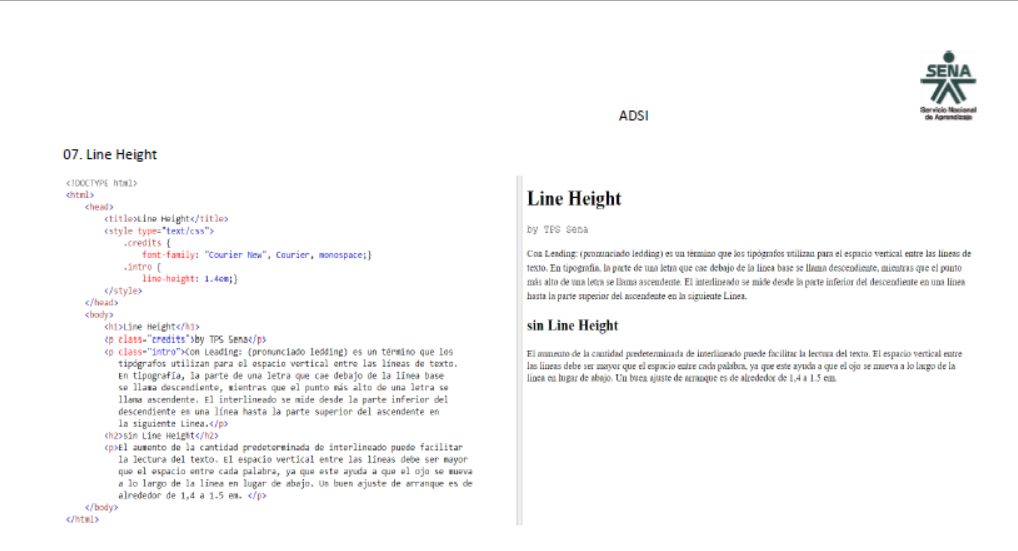 SENA
Servicio Nacional
de Aprendizaje
ADSI
07. Line Height
<!DOCTYPE html>
<html>
<head>
<title>Line Height</title>
<style type="text/css">
.credits {
font-family: "Courier New", Courier, monospace;}
.intro {
line-height: 1.4em;}
</style>
</head>
<body>
<h1>Line Height</h1>
<p class="credits">by TPS Sena</p>
<p class="intro">Con Leading: (pronunciado ledding) es un término que los
tipógrafos utilizan para el espacio vertical entre las líneas de texto.
En tipografía, la parte de una letra que cae debajo de la línea base
se llama descendiente, mientras que el punto más alto de una letra se
llama ascendente. El interlineado se mide desde la parte inferior del
descendiente en una línea hasta la parte superior del ascendente en
la siguiente Linea.</p>
<h2>sin Line Height</h2>
<p>El aumento de la cantidad predeterminada de interlineado puede facilitar
la lectura del texto. El espacio vertical entre las líneas debe ser mayor
que el espacio entre cada palabra, ya que este ayuda a que el ojo se mueva
a lo largo de la línea en lugar de abajo. Un buen ajuste de arranque es de
alrededor de 1,4 a 1.5 em. </p>
</body>
</html>
Line Height
by TPS Sena
Con Leading: (pronunciado ledding) es un término que los tipógrafos utilizan para el espacio vertical entre las líneas de
texto. En tipografía, la parte de una letra que cae debajo de la línea base se llama descendiente, mientras que el punto
más alto de una letra se llama ascendente. El interlineado se mide desde la parte inferior del descendiente en una línea
hasta la parte superior del ascendente en la siguiente Linea.
sin Line Height
El aumento de la cantidad predeterminada de interlineado puede facilitar la lectura del texto. El espacio vertical entre
las líneas debe ser mayor que el espacio entre cada palabra, ya que este ayuda a que el ojo se mueva a lo largo de la
línea en lugar de abajo. Un buen ajuste de arranque es de alrededor de 1,4 a 1.5 em.